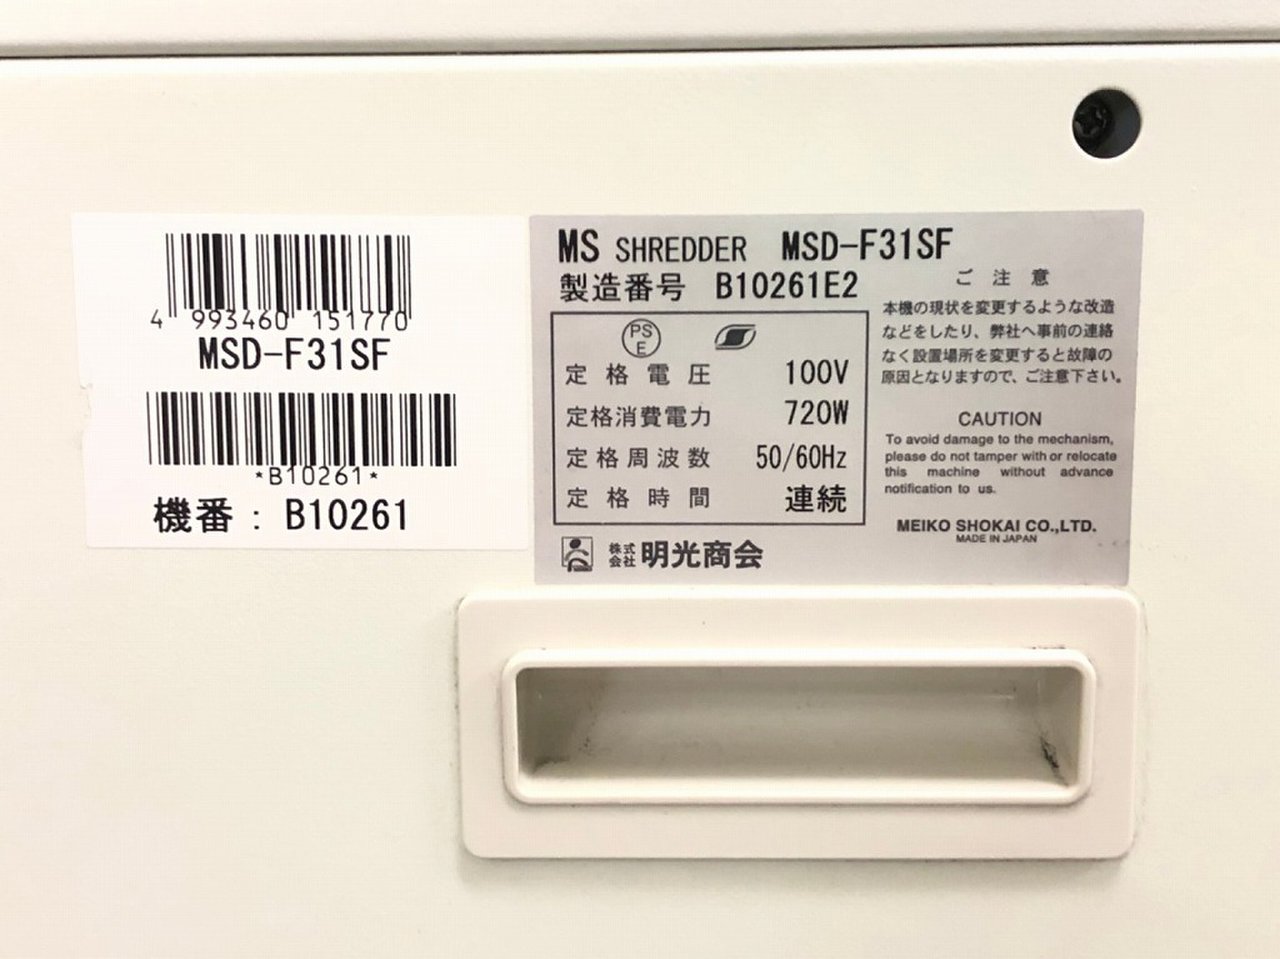 4 993460 151770
MSD-F31SF
*B10261*
機番: B10261
MS SHREDDER MSD-F31SF
製造番号 B10261E2
PS
E
定格電圧 100V
定格消費電力 720W
定格周波数 50/60Hz
定格時間 連続
株式会社 明光商会
ご注意
本機の現状を変更するような改造
などをしたり、弊社へ事前の連絡
なく設置場所を変更すると故障の
原因となりますので、ご注意下さい。
CAUTION
To avoid damage to the mechanism,
please do not tamper with or relocate
this machine without advance
notification to us.
MEIKO SHOKAI CO.,LTD.
MADE IN JAPAN